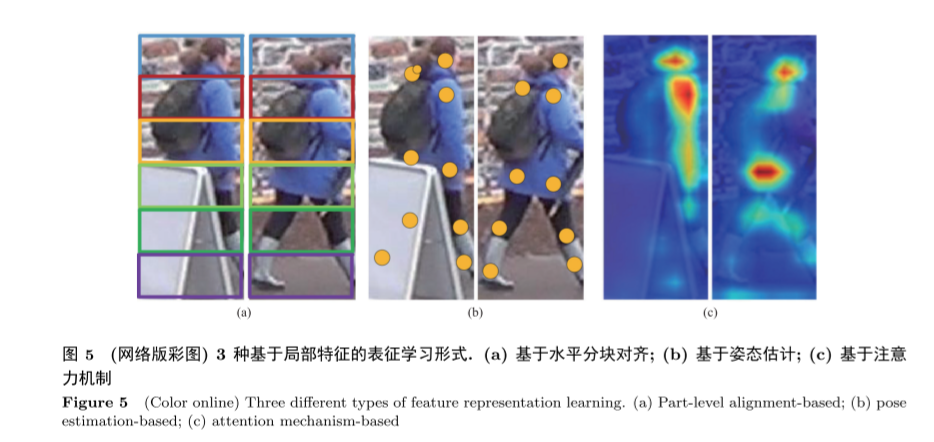 (a)
(b)
(c)
图 5 (网络版彩图) 3 种基于局部特征的表征学习形式. (a) 基于水平分块对齐; (b) 基于姿态估计; (c) 基于注意
力机制
Figure 5 (Color online) Three different types of feature representation learning. (a) Part-level alignment-based; (b) pose
estimation-based; (c) attention mechanism-based